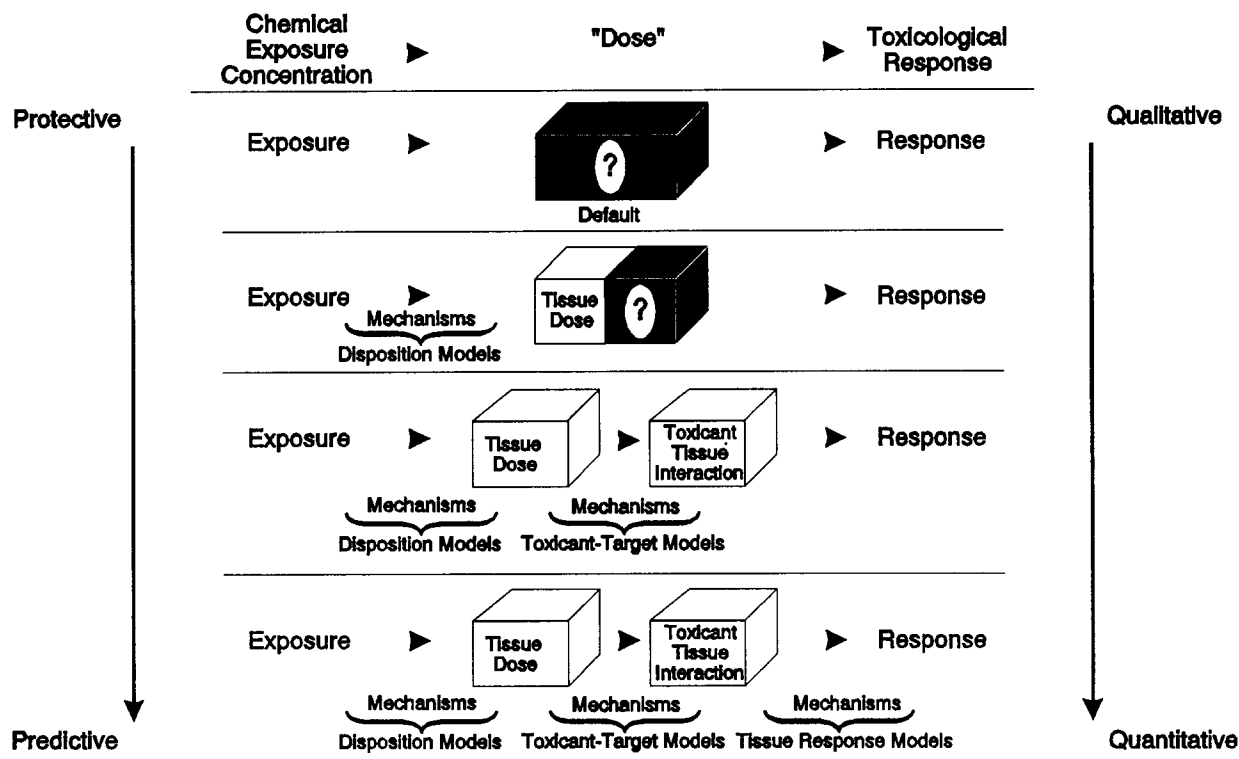 Chemical
Exposure
Concentration
"Dose"
Toxicological
Response
Protective
Qualitative
Exposure
?
Response
Default
Exposure
Tissue
Dose
?
Response
Mechanisms
Disposition Models
Exposure
Tissue
Dose
Toxicant
Tissue
Interaction
Response
Mechanisms
Mechanisms
Disposition Models
Toxicant-Target Models
Exposure
Tissue
Dose
Toxicant
Tissue
Interaction
Response
Mechanisms
Mechanisms
Mechanisms
Disposition Models
Toxicant-Target Models
Tissue Response Models
Predictive
Quantitative